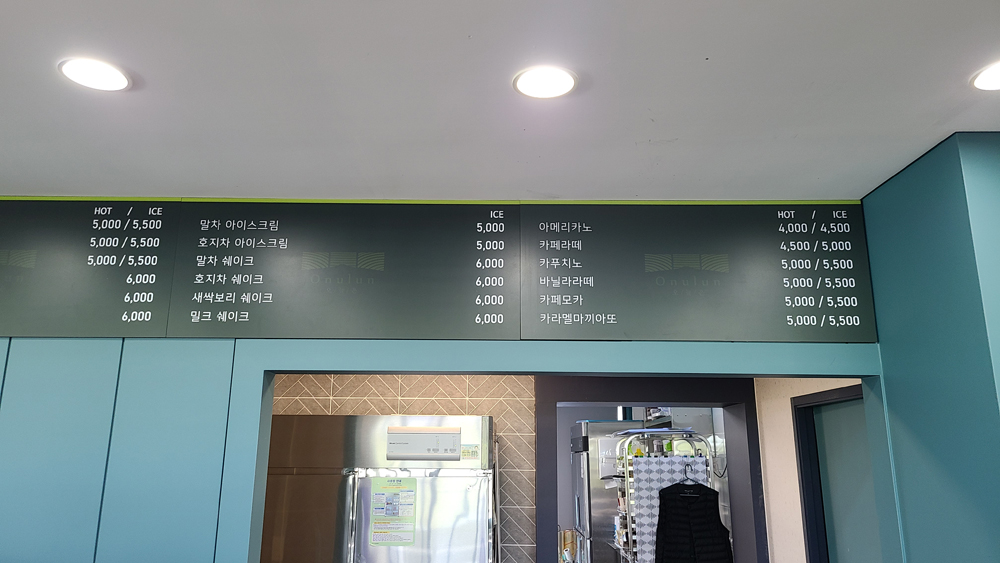 HOT / ICE
5,000 / 5,500
5,000 / 5,500
5,000 / 5,500
6,000
6,000
6,000
ICE
말차 아이스크림 5,000
호지차 아이스크림 5,000
말차 쉐이크 6,000
호지차 쉐이크 6,000
새싹보리 쉐이크 6,000
밀크 쉐이크 6,000
HOT / ICE
아메리카노 4,000 / 4,500
카페라떼 4,500 / 5,000
카푸치노 5,000 / 5,500
바닐라라떼 5,000 / 5,500
카페모카 5,000 / 5,500
카라멜마끼아또 5,000 / 5,500